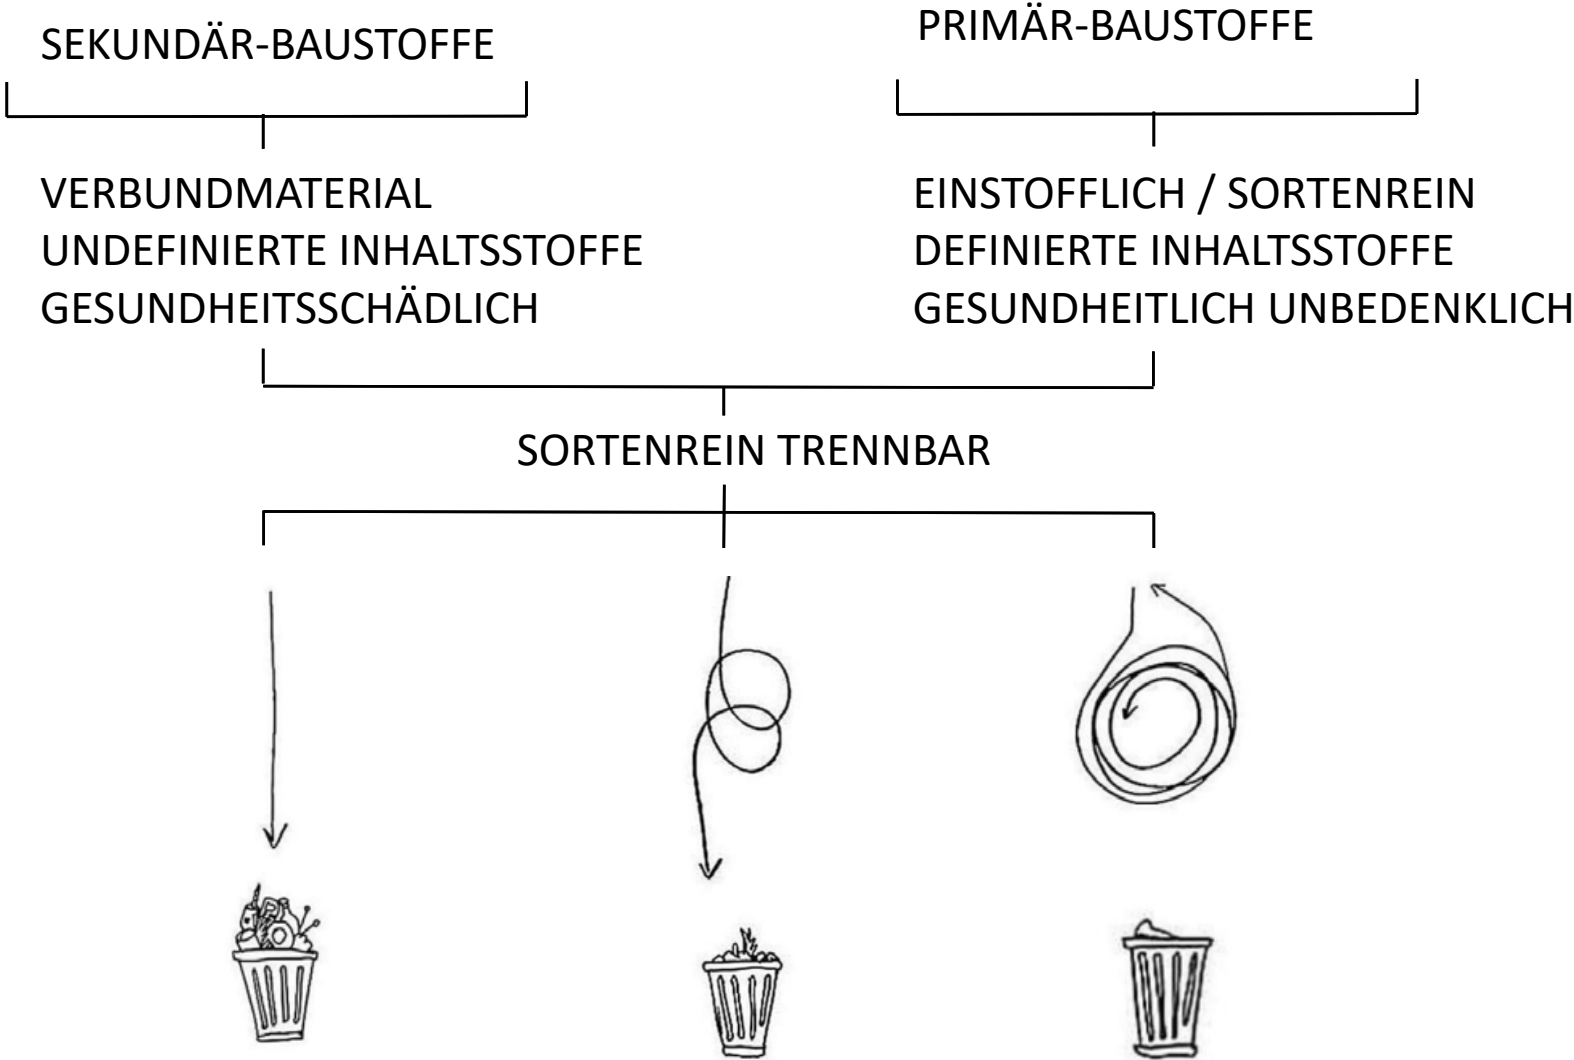 SEKUNDÄR-BAUSTOFFE
PRIMÄR-BAUSTOFFE
VERBUNDMATERIAL
UNDEFINIERTE INHALTSSTOFFE
GESUNDHEITSSCHÄDLICH
EINSTOFFLICH / SORTENREIN
DEFINIERTE INHALTSSTOFFE
GESUNDHEITLICH UNBEDENKLICH
SORTENREIN TRENNBAR